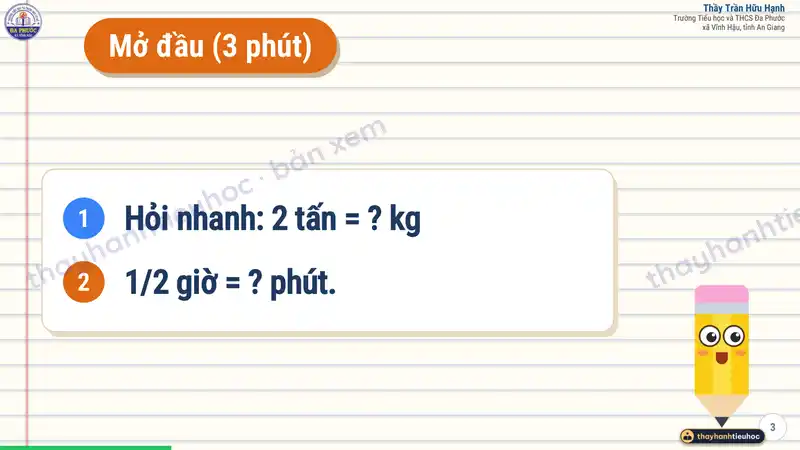 Thầy Trần Hữu Hạnh
Trường Tiểu học và THCS Đa Phước
xã Vĩnh Hậu, tỉnh An Giang
ĐA PHƯỚC
Mở đầu (3 phút)
thayhanhtieuhoc · bản xem
1 Hỏi nhanh: 2 tấn = ? kg
2 1/2 giờ = ? phút.
thayhanhtie
thayhanhtieuhoc
3